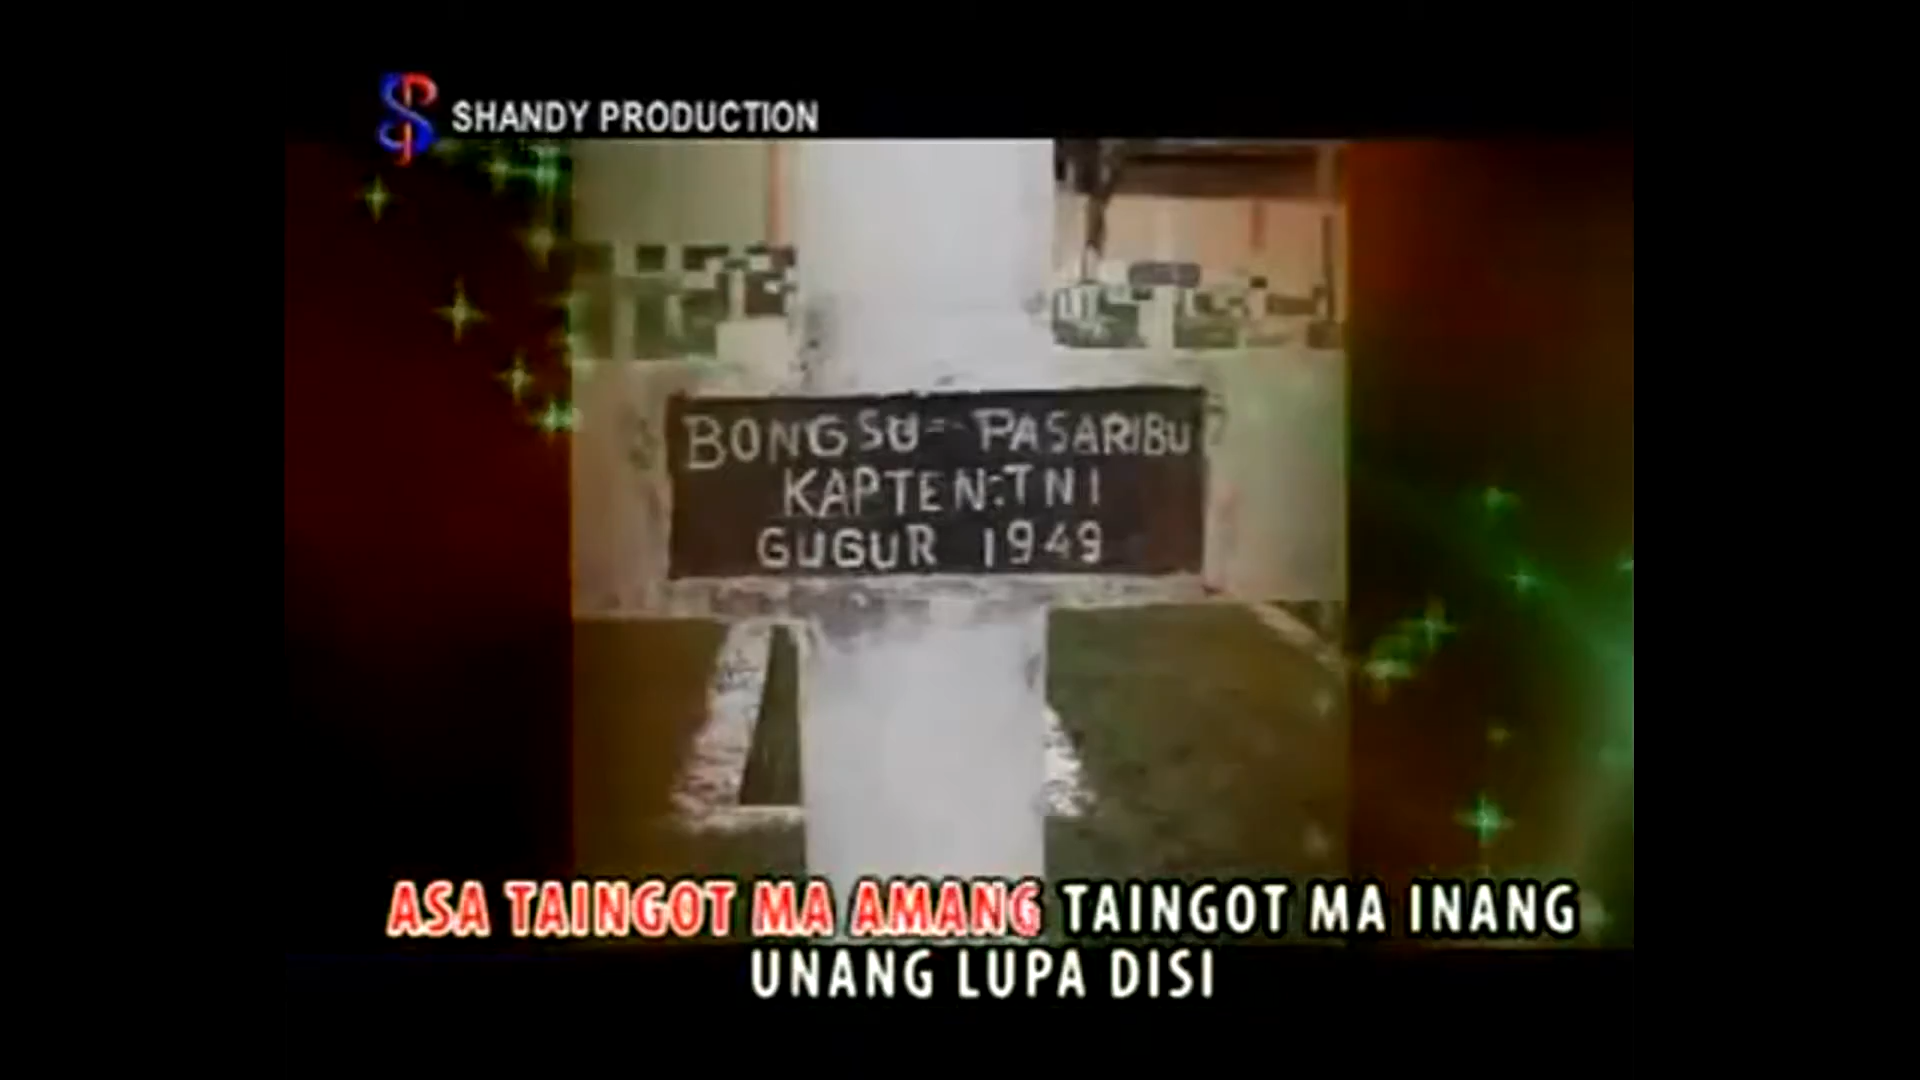 SHANDY PRODUCTION
BONGSU- PASARIBU
KAPTEN:TNI
GUGUR 1949
ASA TAINGOT MA AMANG TAINGOT MA INANG
UNANG LUPA DISI